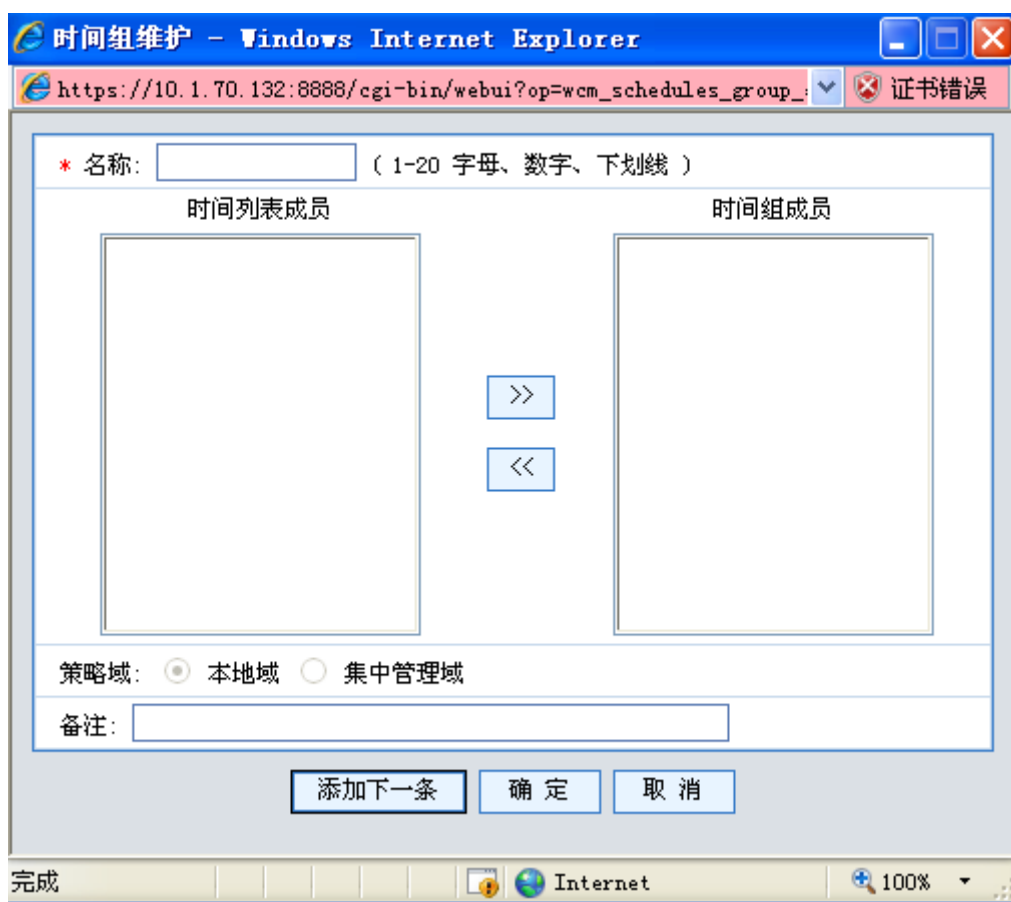 时间组维护 - Windows Internet Explorer
https://10.1.70.132:8888/cgi-bin/webui?op=wcm_schedules_group_ 证书错误
* 名称: ( 1-20 字母、数字、下划线 )
时间列表成员 时间组成员
>>
<<
策略域: 本地域 集中管理域
备注:
添加下一条 确 定 取 消
完成 Internet 100%